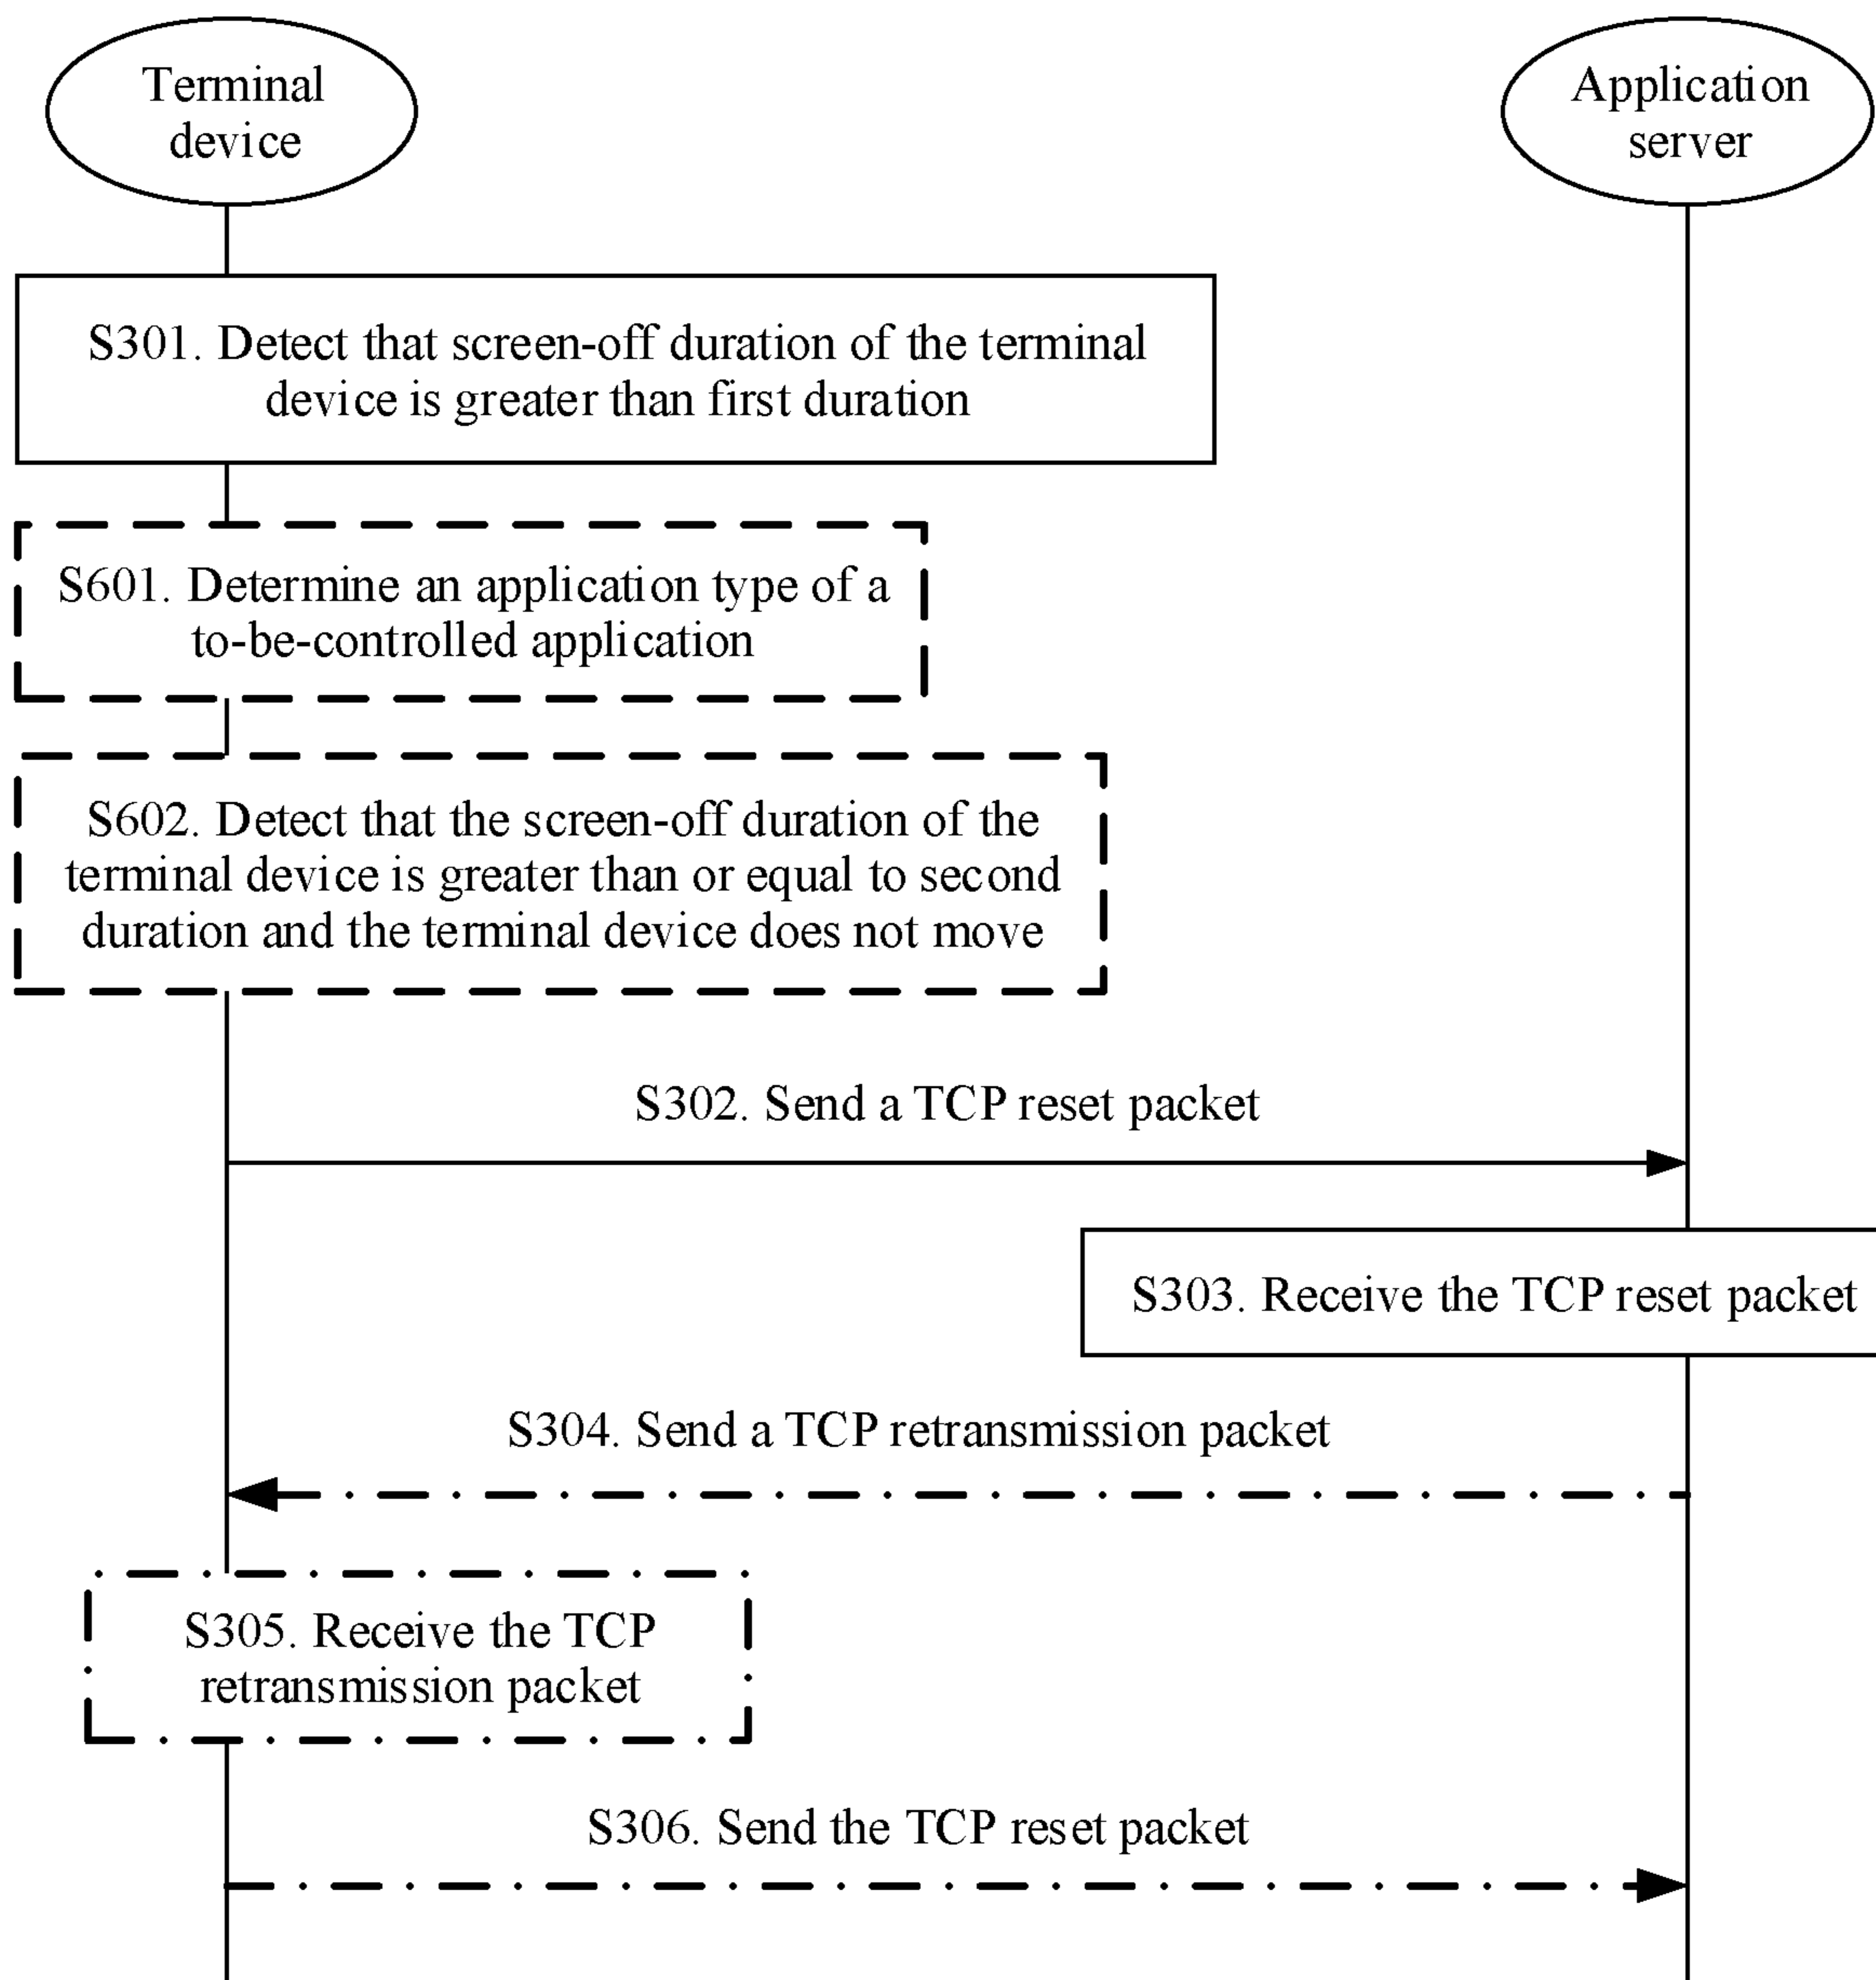 Terminal
device
Application
server
S301. Detect that screen-off duration of the terminal
device is greater than first duration
S601. Determine an application type of a
to-be-controlled application
S602. Detect that the screen-off duration of the
terminal device is greater than or equal to second
duration and the terminal device does not move
S302. Send a TCP reset packet
S303. Receive the TCP reset packet
S304. Send a TCP retransmission packet
S305. Receive the TCP
retransmission packet
S306. Send the TCP reset packet